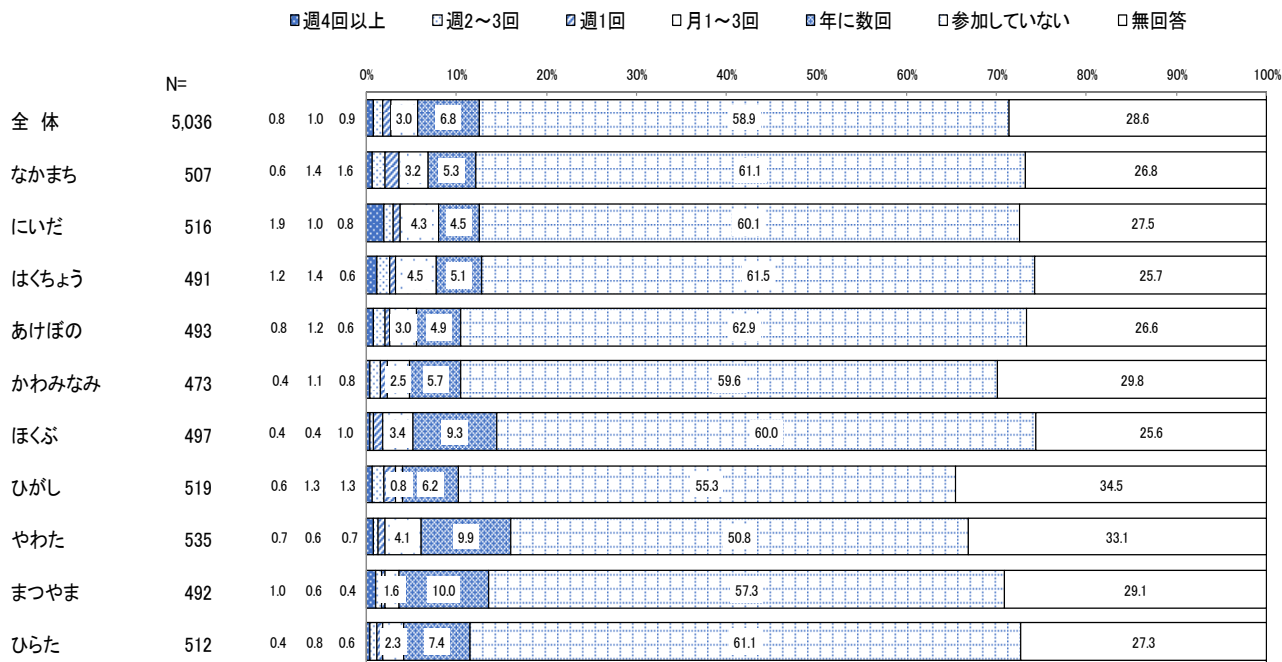 週4回以上 週2～3回 週1回 月1～3回 年に数回 参加していない 無回答
N= 0% 10% 20% 30% 40% 50% 60% 70% 80% 90% 100%
全 体 5,036 0.8 1.0 0.9 3.0 6.8 58.9 28.6
なかまち 507 0.6 1.4 1.6 3.2 5.3 61.1 26.8
にいだ 516 1.9 1.0 0.8 4.3 4.5 60.1 27.5
はくちょう 491 1.2 1.4 0.6 4.5 5.1 61.5 25.7
あけぼの 493 0.8 1.2 0.6 3.0 4.9 62.9 26.6
かわみなみ 473 0.4 1.1 0.8 2.5 5.7 59.6 29.8
ほくぶ 497 0.4 0.4 1.0 3.4 9.3 60.0 25.6
ひがし 519 0.6 1.3 1.3 0.8 6.2 55.3 34.5
やわた 535 0.7 0.6 0.7 4.1 9.9 50.8 33.1
まつやま 492 1.0 0.6 0.4 1.6 10.0 57.3 29.1
ひらた 512 0.4 0.8 0.6 2.3 7.4 61.1 27.3